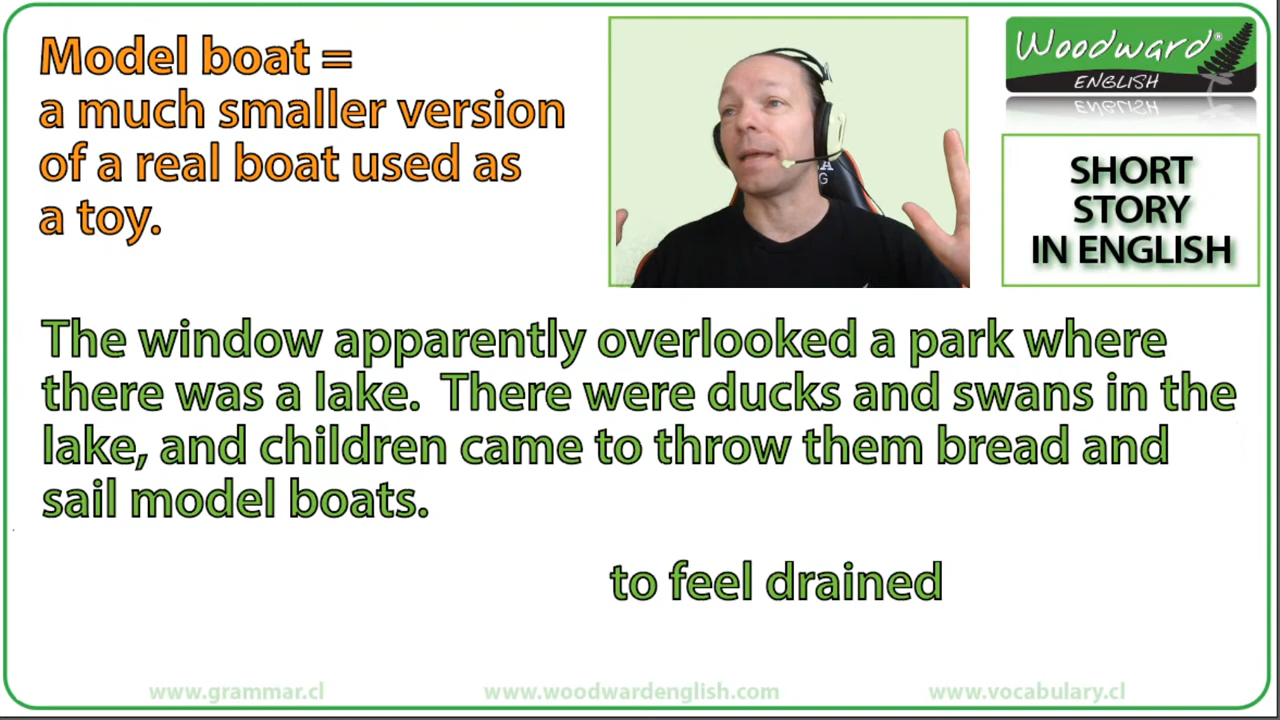 Model boat =
a much smaller version
of a real boat used as
a toy.
Woodward®
ENGLISH
SHORT
STORY
IN ENGLISH
The window apparently overlooked a park where
there was a lake.  There were ducks and swans in the
lake, and children came to throw them bread and
sail model boats.
to feel drained
www.grammar.cl
www.woodwardenglish.com
www.vocabulary.cl